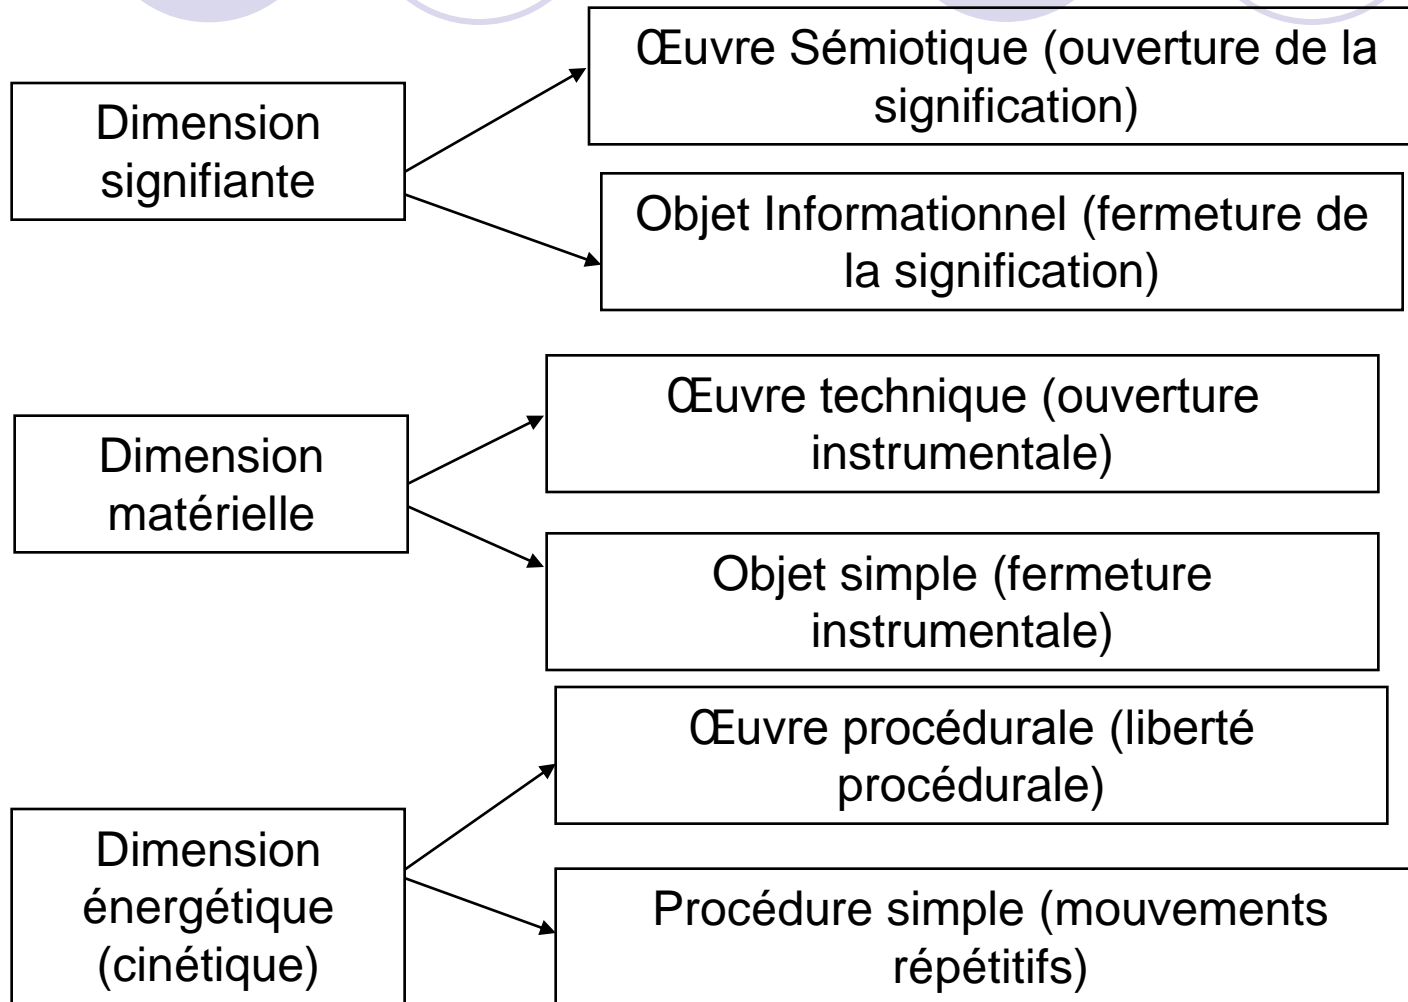 Dimension
signifiante
Œuvre Sémiotique (ouverture de la
signification)
Objet Informationnel (fermeture de
la signification)
Dimension
matérielle
Œuvre technique (ouverture
instrumentale)
Objet simple (fermeture
instrumentale)
Dimension
énergétique
(cinétique)
Œuvre procédurale (liberté
procédurale)
Procédure simple (mouvements
répétitifs)